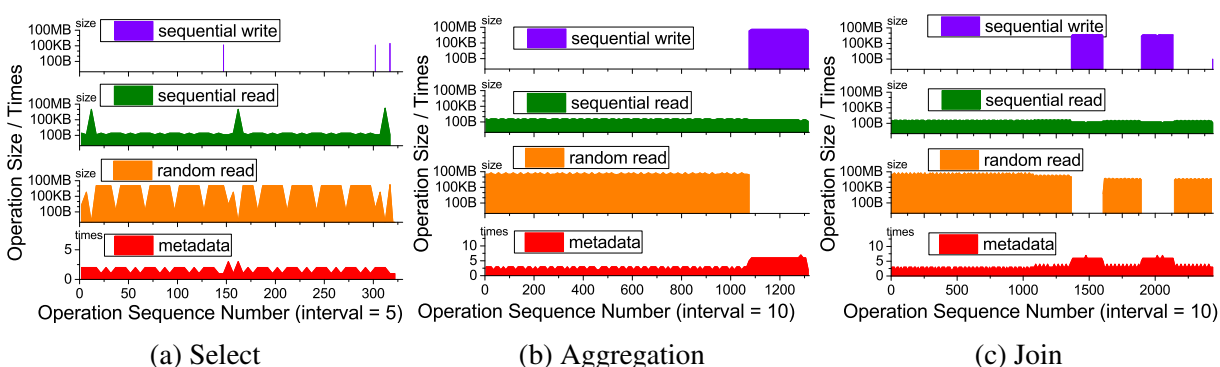 size
sequential write
100MB
100KB
100B
size
sequential read
100MB
100KB
100B
size
random read
100MB
100KB
100B
times
metadata
5
0
0 50 100 150 200 250 300
Operation Size / Times
Operation Sequence Number (interval = 5)
(a) Select
size
sequential write
100MB
100KB
100B
size
sequential read
100MB
100KB
100B
size
random read
100MB
100KB
100B
times
metadata
10
5
0
0 200 400 600 800 1000 1200
Operation Size / Times
Operation Sequence Number (interval = 10)
(b) Aggregation
size
sequential write
100MB
100KB
100B
size
sequential read
100MB
100KB
100B
size
random read
100MB
100KB
100B
times
metadata
10
5
0
0 500 1000 1500 2000
Operation Size / Times
Operation Sequence Number (interval = 10)
(c) Join